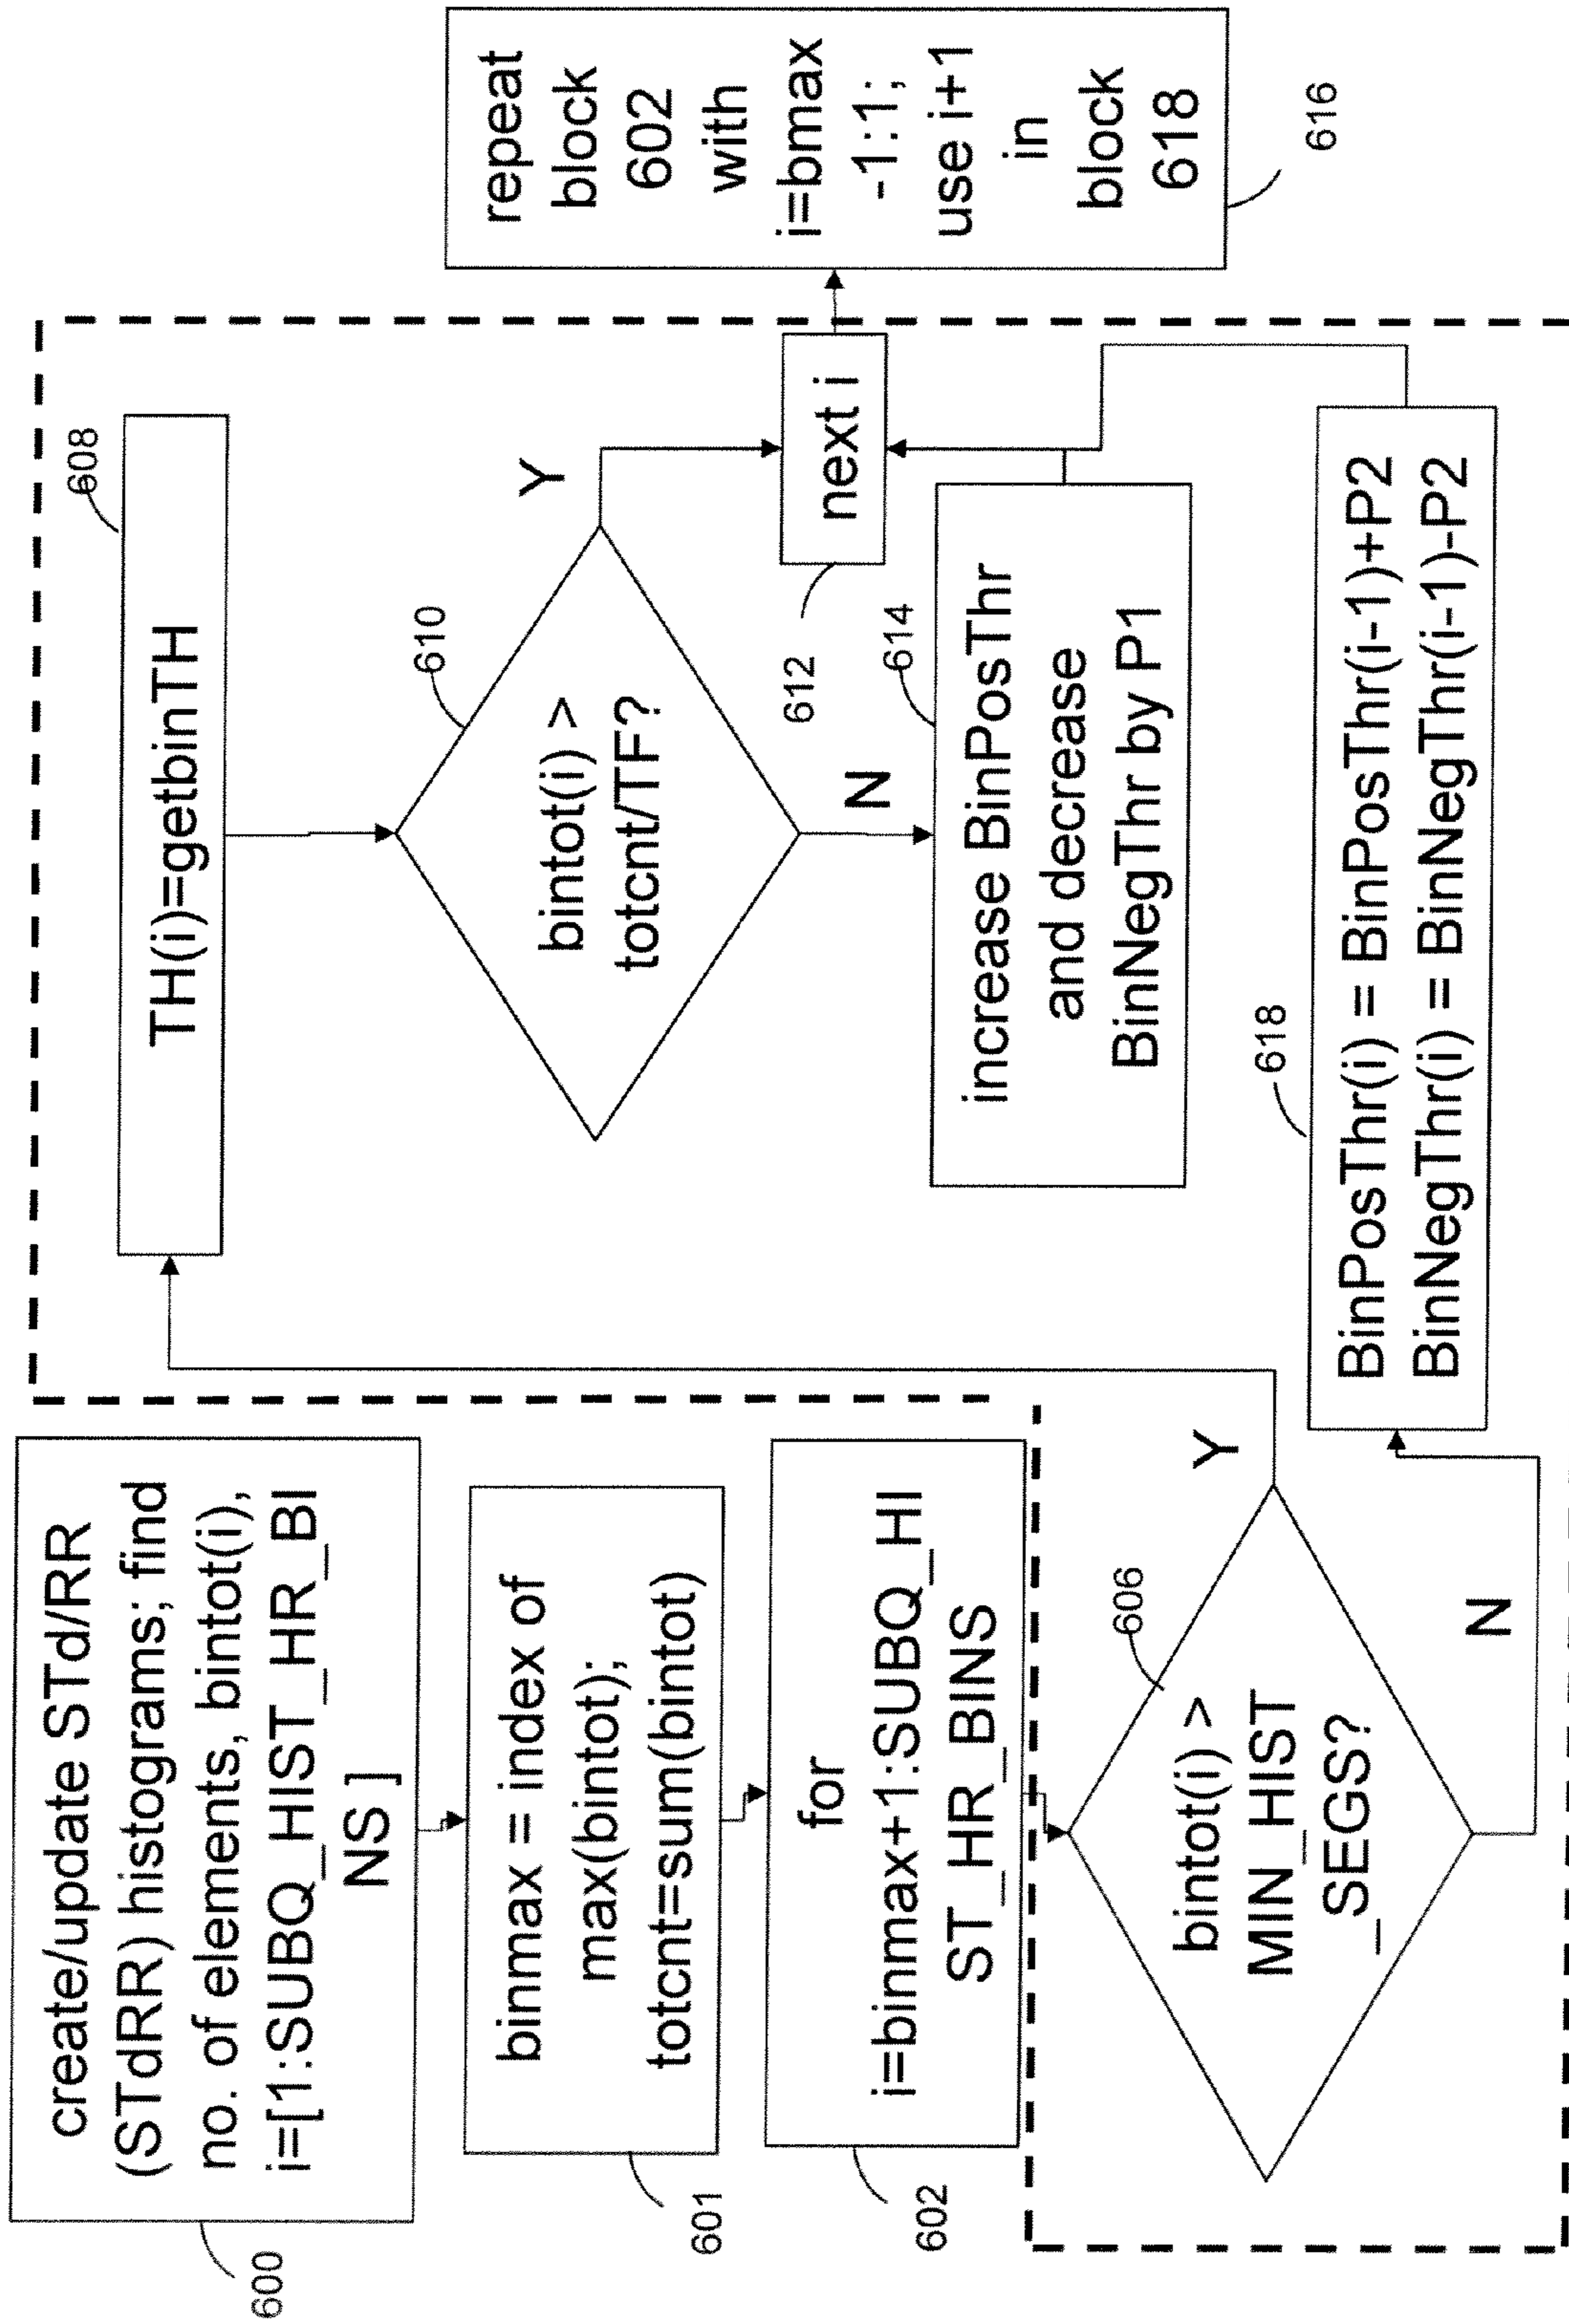 create/update STd/RR
(STdRR) histograms; find
no. of elements, bintot(i),
i=[1:SUBQ_HIST_HR_BI
NS ]
600
binmax = index of
max(bintot);
totcnt=sum(bintot)
601
for
i=binmax+1:SUBQ_HI
ST_HR_BINS
602
bintot(i) >
MIN_HIST
_SEGS?
606
Y
N
TH(i)=getbinTH
608
bintot(i) >
totcnt/TF?
610
Y
N
next i
612
increase BinPosThr
and decrease
BinNegThr by P1
614
BinPosThr(i) = BinPosThr(i-1)+P2
BinNegThr(i) = BinNegThr(i-1)-P2
618
repeat
block
602
with
i=bmax
-1:1;
use i+1
in
block
618
616